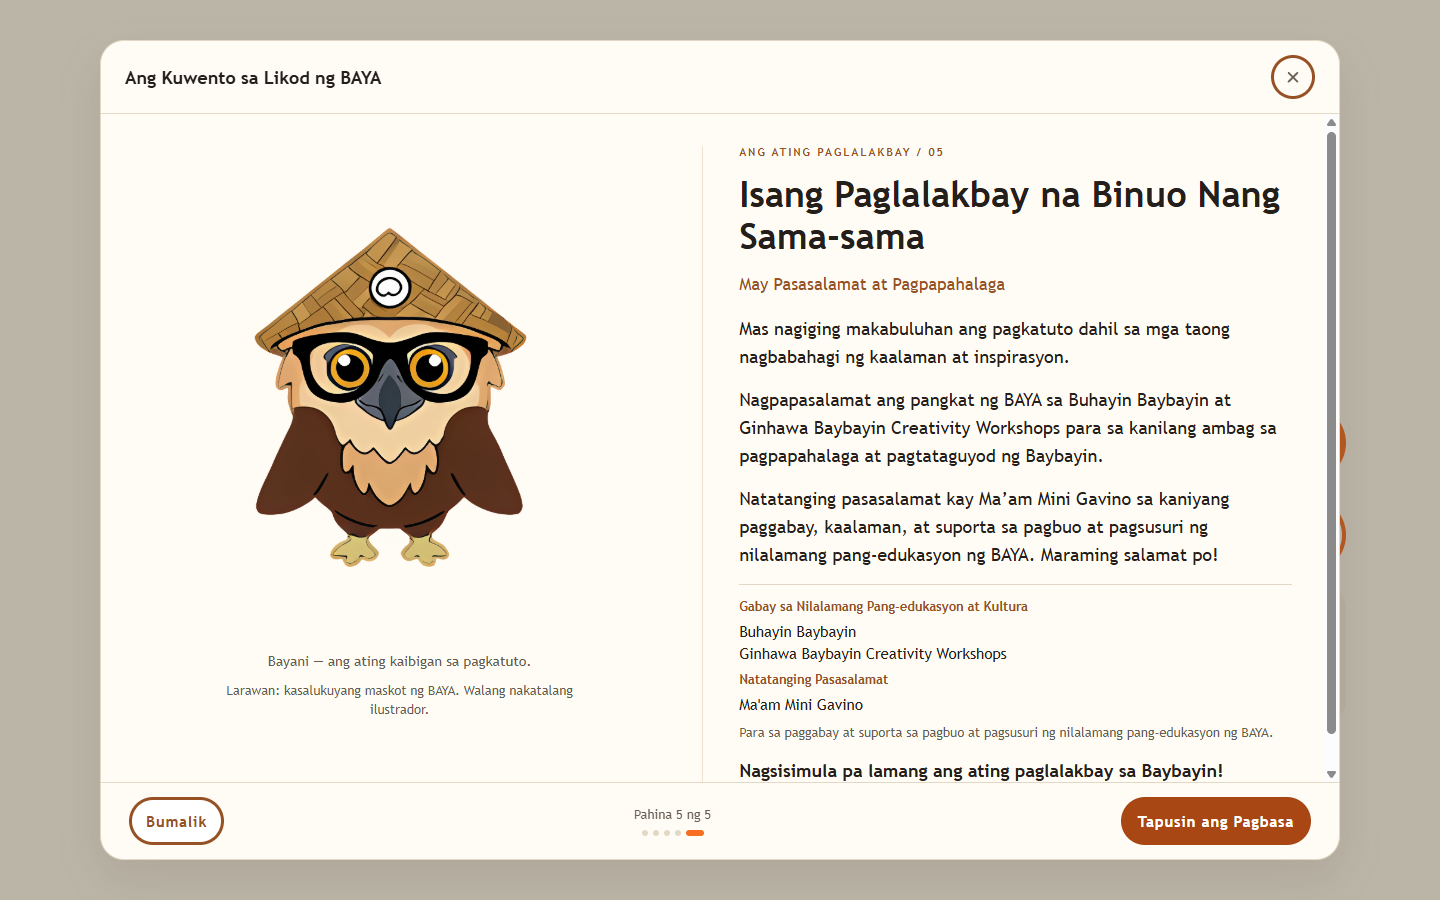 Ang Kuwento sa Likod ng BAYA
Bayani — ang ating kaibigan sa pagkatuto.
Larawan: kasalukuyang maskot ng BAYA. Walang nakatalang
ilustrador.
ANG ATING PAGLALAKBAY / 05
Isang Paglalakbay na Binuo Nang
Sama-sama
May Pasasalamat at Pagpapahalaga
Mas nagiging makabuluhan ang pagkatuto dahil sa mga taong
nagbabahagi ng kaalaman at inspirasyon.
Nagpapasalamat ang pangkat ng BAYA sa Buhayin Baybayin at
Ginhawa Baybayin Creativity Workshops para sa kanilang ambag sa
pagpapahalaga at pagtataguyod ng Baybayin.
Natatanging pasasalamat kay Ma’am Mini Gavino sa kaniyang
paggabay, kaalaman, at suporta sa pagbuo at pagsusuri ng
nilalamang pang-edukasyon ng BAYA. Maraming salamat po!
Gabay sa Nilalamang Pang-edukasyon at Kultura
Buhayin Baybayin
Ginhawa Baybayin Creativity Workshops
Natatanging Pasasalamat
Ma'am Mini Gavino
Para sa paggabay at suporta sa pagbuo at pagsusuri ng nilalamang pang-edukasyon ng BAYA.
Nagsisimula pa lamang ang ating paglalakbay sa Baybayin!
Bumalik
Pahina 5 ng 5
Tapusin ang Pagbasa